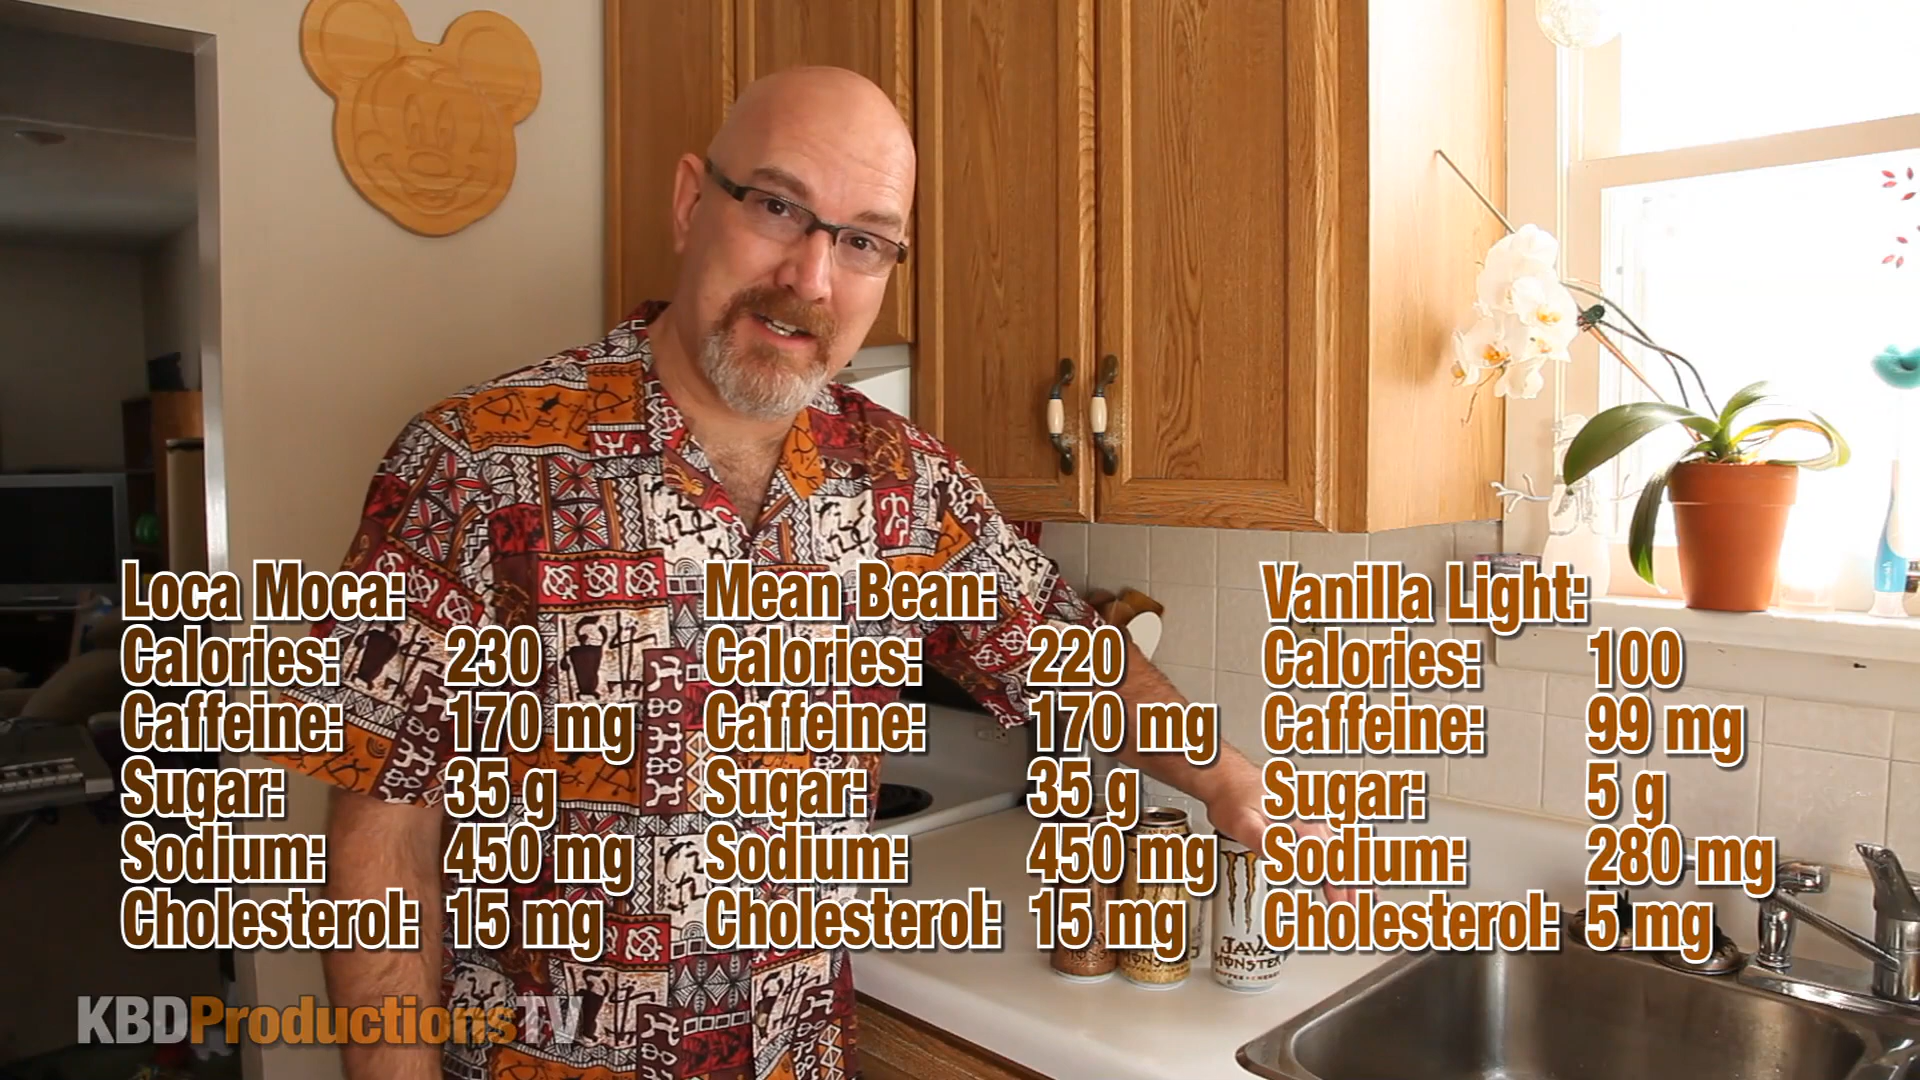 Loca Moca:
Calories: 230
Caffeine: 170 mg
Sugar: 35 g
Sodium: 450 mg
Cholesterol: 15 mg
Mean Bean:
Calories: 220
Caffeine: 170 mg
Sugar: 35 g
Sodium: 450 mg
Cholesterol: 15 mg
Vanilla Light:
Calories: 100
Caffeine: 99 mg
Sugar: 5 g
Sodium: 280 mg
Cholesterol: 5 mg
JAVA
MONSTER
KBDProductionsTV